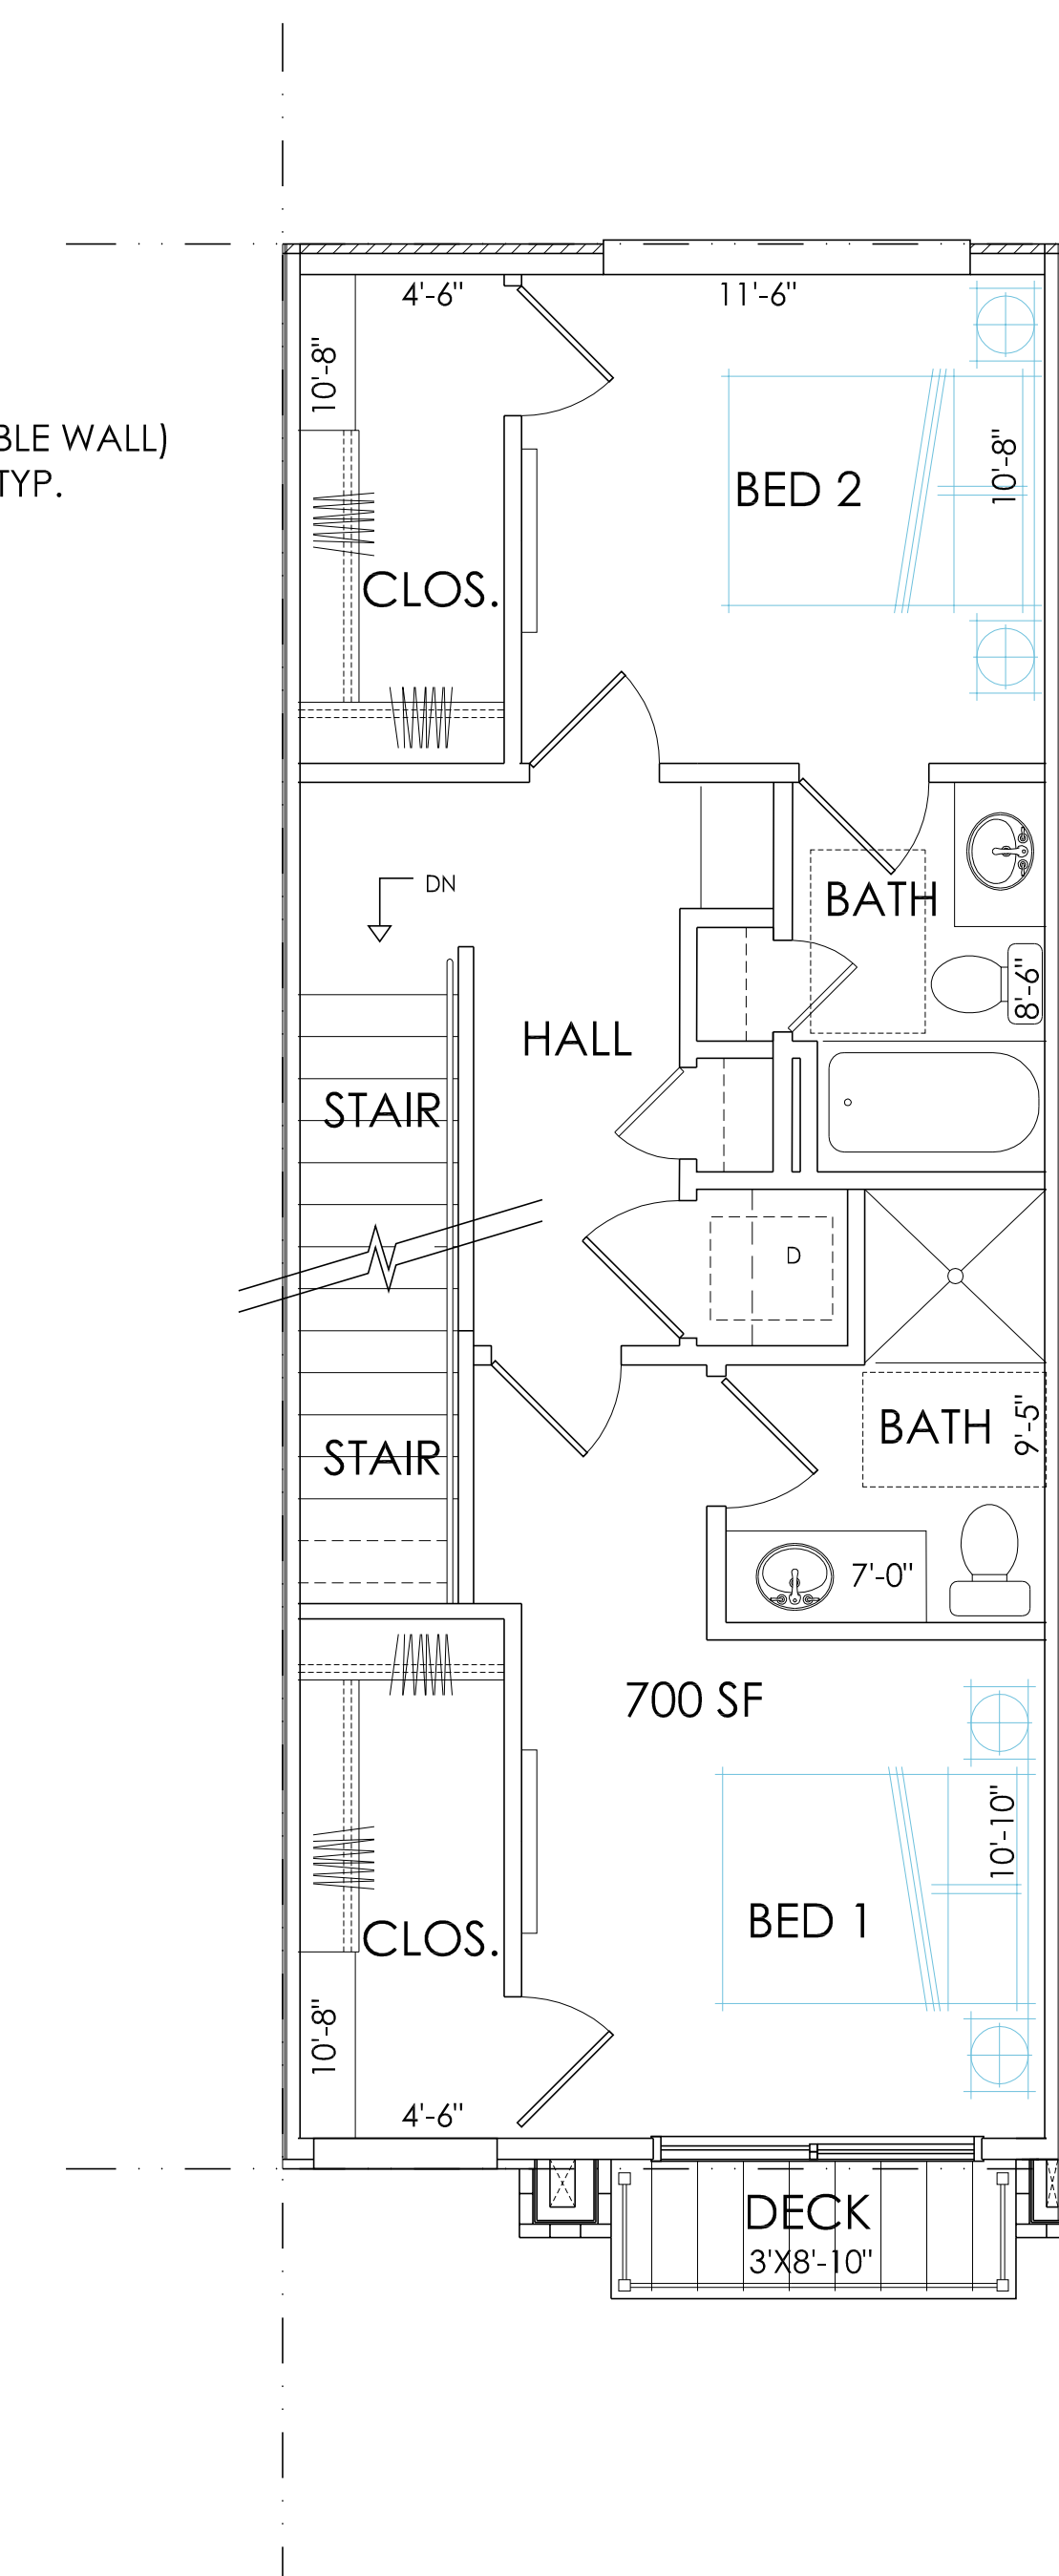 4'-6"
11'-6"
10'-8"
BLE WALL)
TYP.
10'-8"
BED 2
CLOS.
DN
BATH
8'-6"
HALL
STAIR
D
BATH
9'-5"
STAIR
7'-0"
700 SF
10'-10"
BED 1
CLOS.
10'-8"
4'-6"
DECK
3'X8'-10"